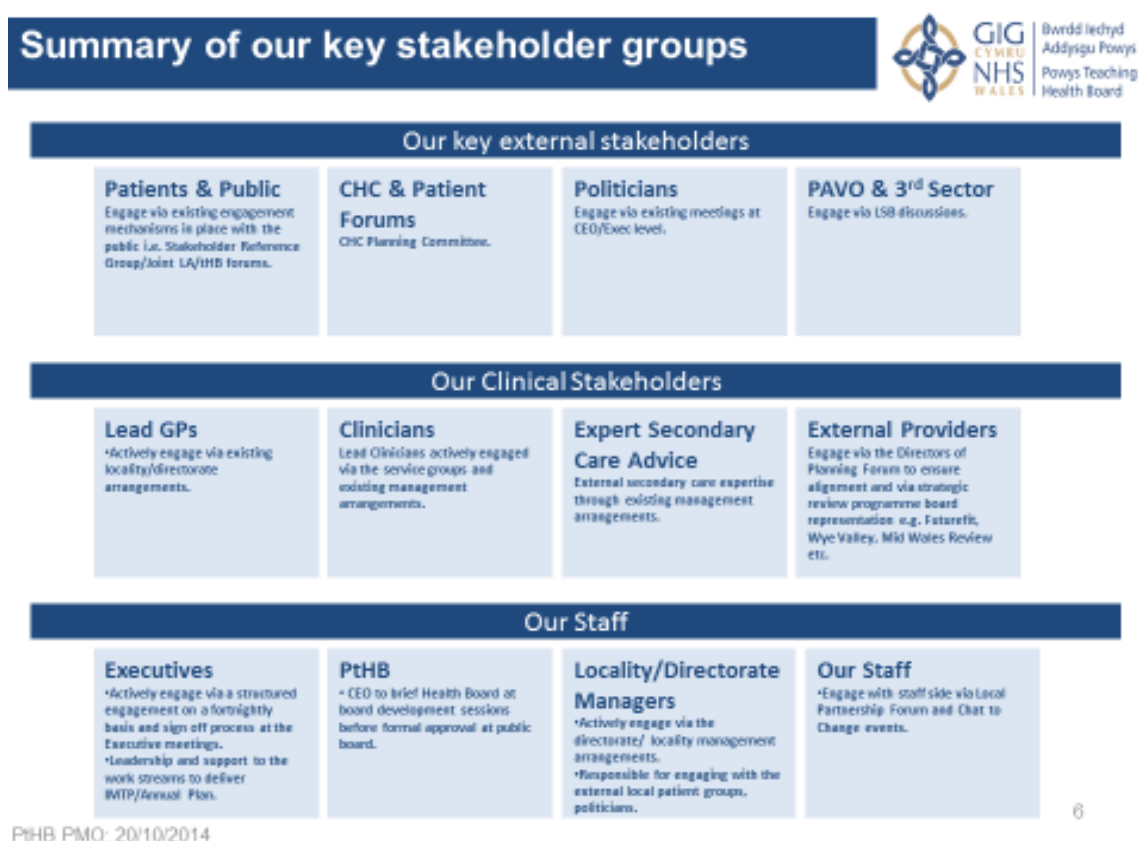 Summary of our key stakeholder groups
GIG
CYMRU
NHS
WALES
Bwrdd Iechyd
Addysgu Powys
Powys Teaching
Health Board
Our key external stakeholders
Patients & Public
Engage via existing engagement
mechanisms in place with the
public i.e. Stakeholder Reference
Group/Joint LA/tHB forums.
CHC & Patient
Forums
CHC Planning Committee.
Politicians
Engage via existing meetings at
CEO/Exec level.
PAVO & 3rd Sector
Engage via LSB discussions.
Our Clinical Stakeholders
Lead GPs
•Actively engage via existing
locality/directorate
arrangements.
Clinicians
Lead Clinicians actively engaged
via the service groups and
existing management
arrangements.
Expert Secondary
Care Advice
External secondary care expertise
through existing management
arrangements.
External Providers
Engage via the Directors of
Planning Forum to ensure
alignment and via strategic
review programme board
representation e.g. Futurefit,
Wye Valley, Mid Wales Review
etc.
Our Staff
Executives
•Actively engage via a structured
engagement on a fortnightly
basis and sign off process at the
Executive meetings.
•Leadership and support to the
work streams to deliver
IMTP/Annual Plan.
PtHB
• CEO to brief Health Board at
board development sessions
before formal approval at public
board.
Locality/Directorate
Managers
•Actively engage via the
directorate/ locality management
arrangements.
•Responsible for engaging with the
external local patient groups,
politicians.
Our Staff
•Engage with staff side via Local
Partnership Forum and Chat to
Change events.
6
PtHB PMO: 20/10/2014